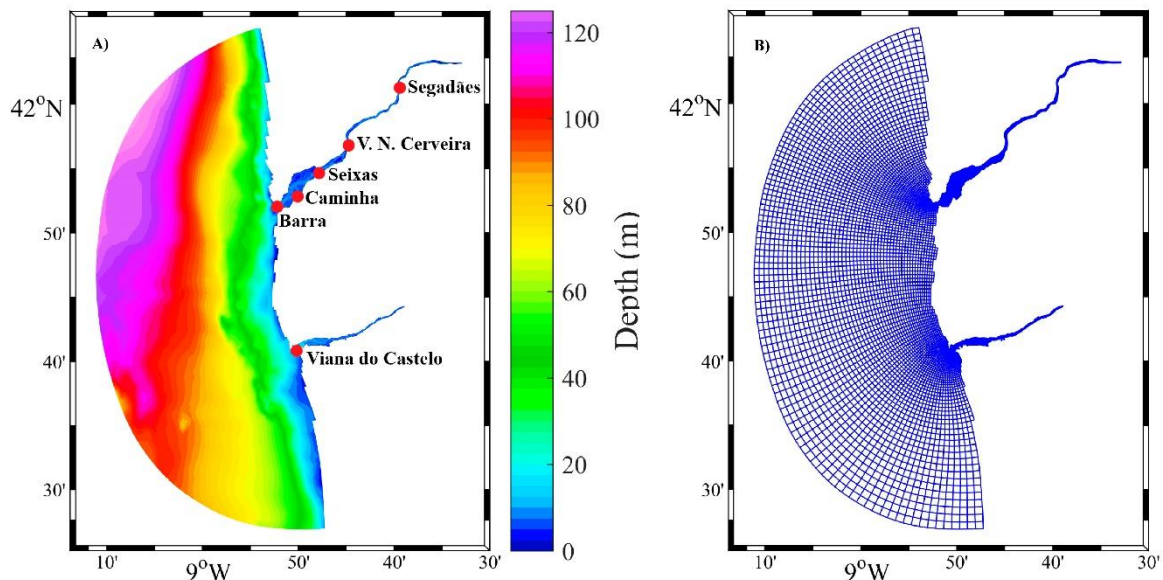 A)
42°N
50'
40'
30'
10'
9°W
50'
40'
30'
Segadães
V. N. Cerveira
Seixas
Caminha
Barra
Viana do Castelo
120
100
80
60
40
20
0
Depth (m)
B)
42°N
50'
40'
30'
10'
9°W
50'
40'
30'